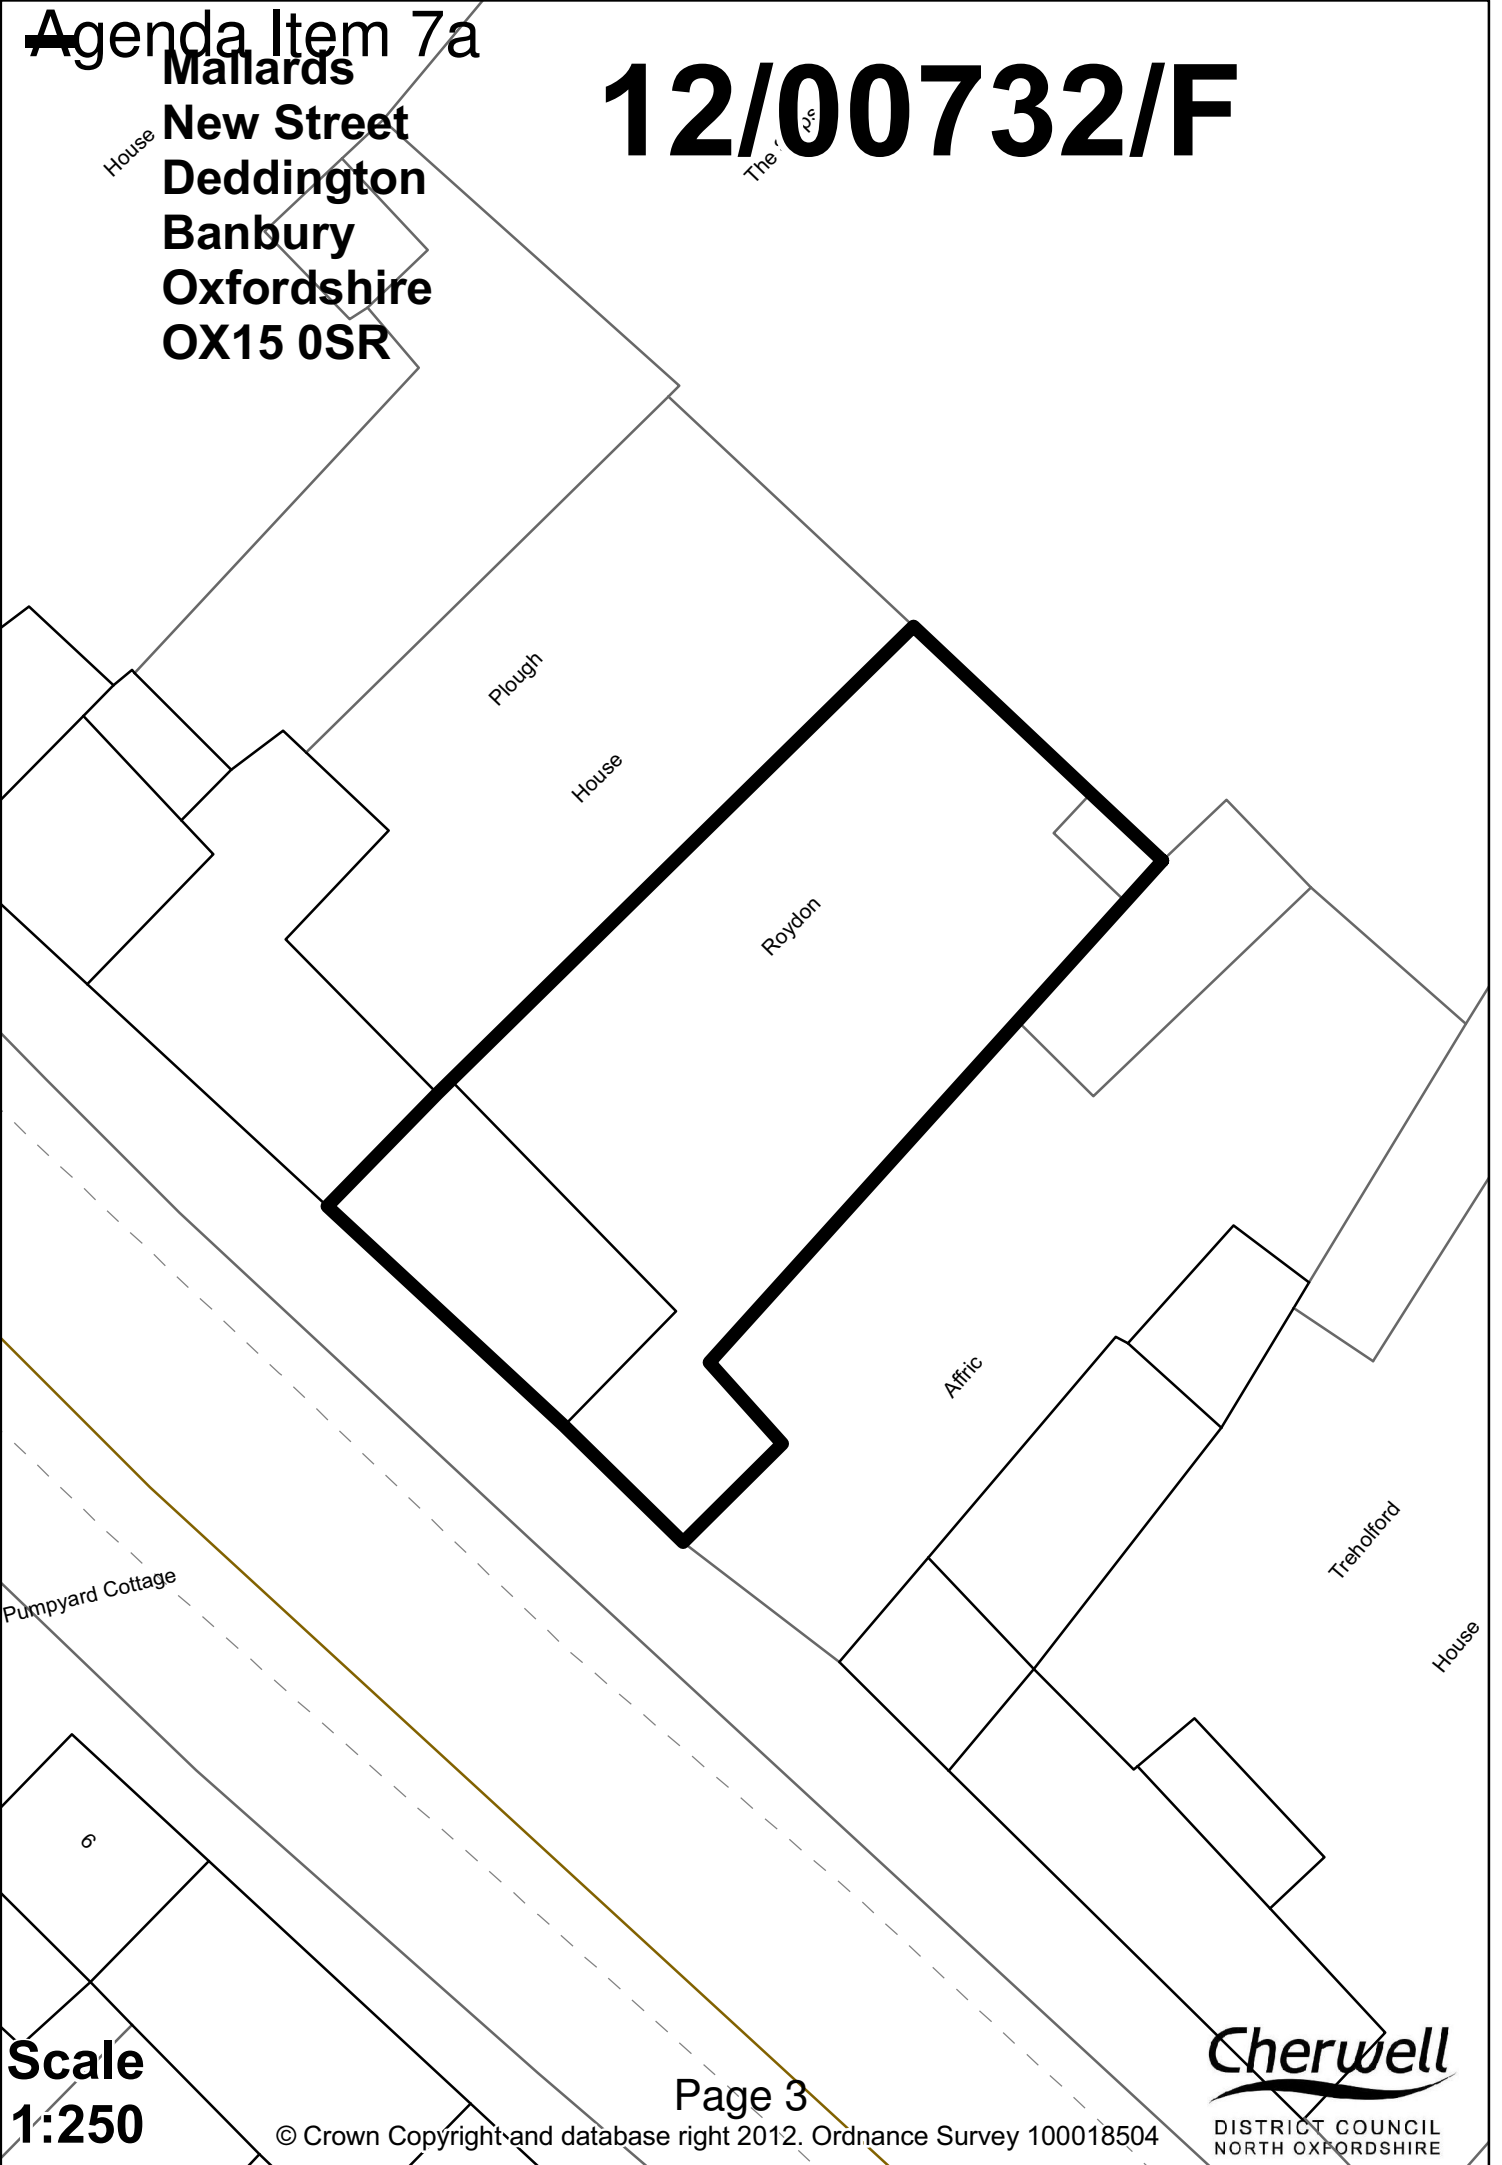 Agenda Item 7a
Mallards
New Street
Deddington
Banbury
Oxfordshire
OX15 0SR
12/00732/F
House
The
Plough
House
Roydon
Affric
Treholford
House
Pumpyard Cottage
6
Scale
1:250
Page 3
© Crown Copyright and database right 2012. Ordnance Survey 100018504
Cherwell
DISTRICT COUNCIL
NORTH OXFORDSHIRE